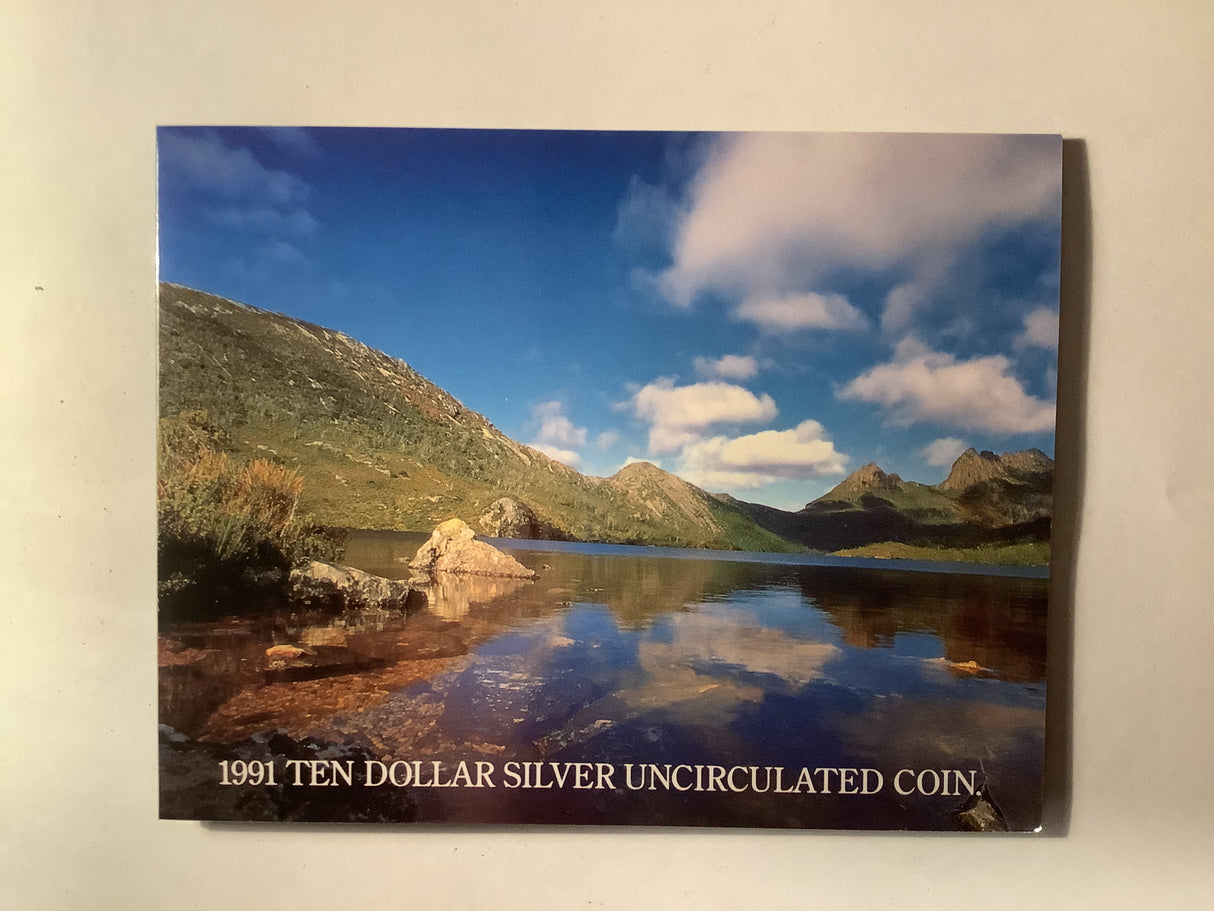 1991 TEN DOLLAR SILVER UNCIRCULATED COIN.